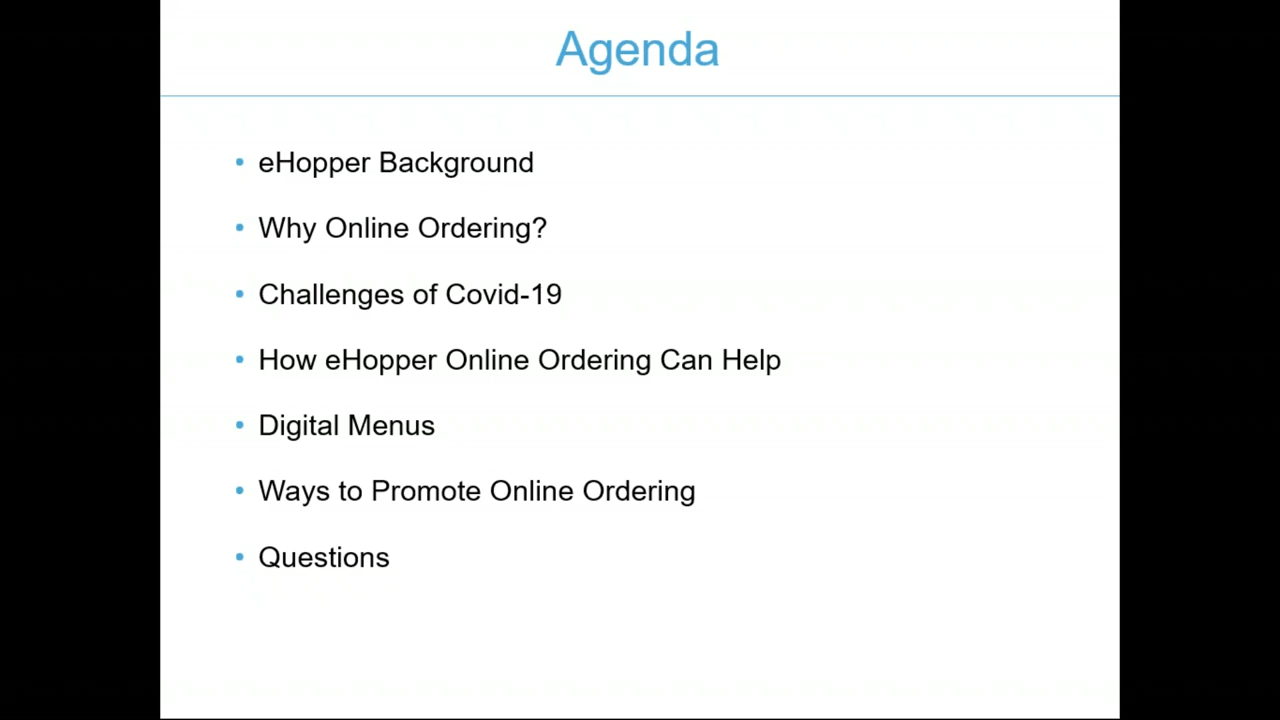 Agenda
• eHopper Background
• Why Online Ordering?
• Challenges of Covid-19
• How eHopper Online Ordering Can Help
• Digital Menus
• Ways to Promote Online Ordering
• Questions